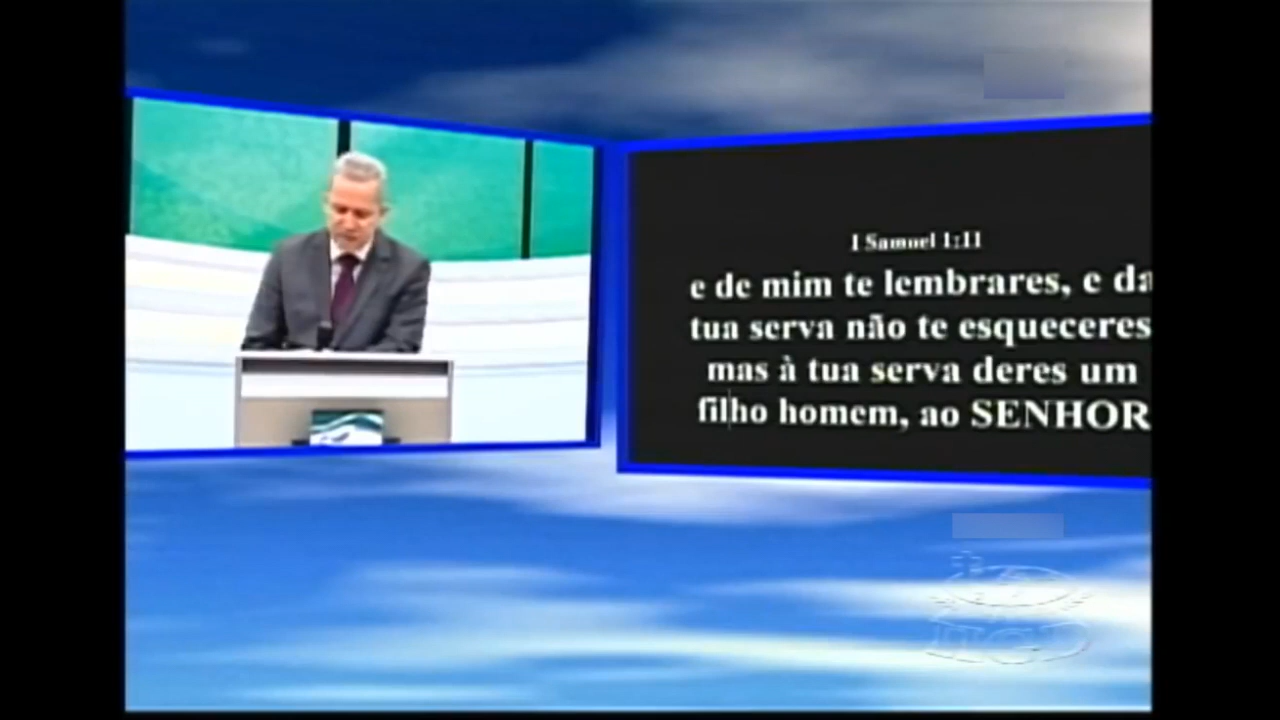 I Samuel 1:11
e de mim te lembrares, e da
tua serva não te esqueceres
mas à tua serva deres um
filho homem, ao SENHOR